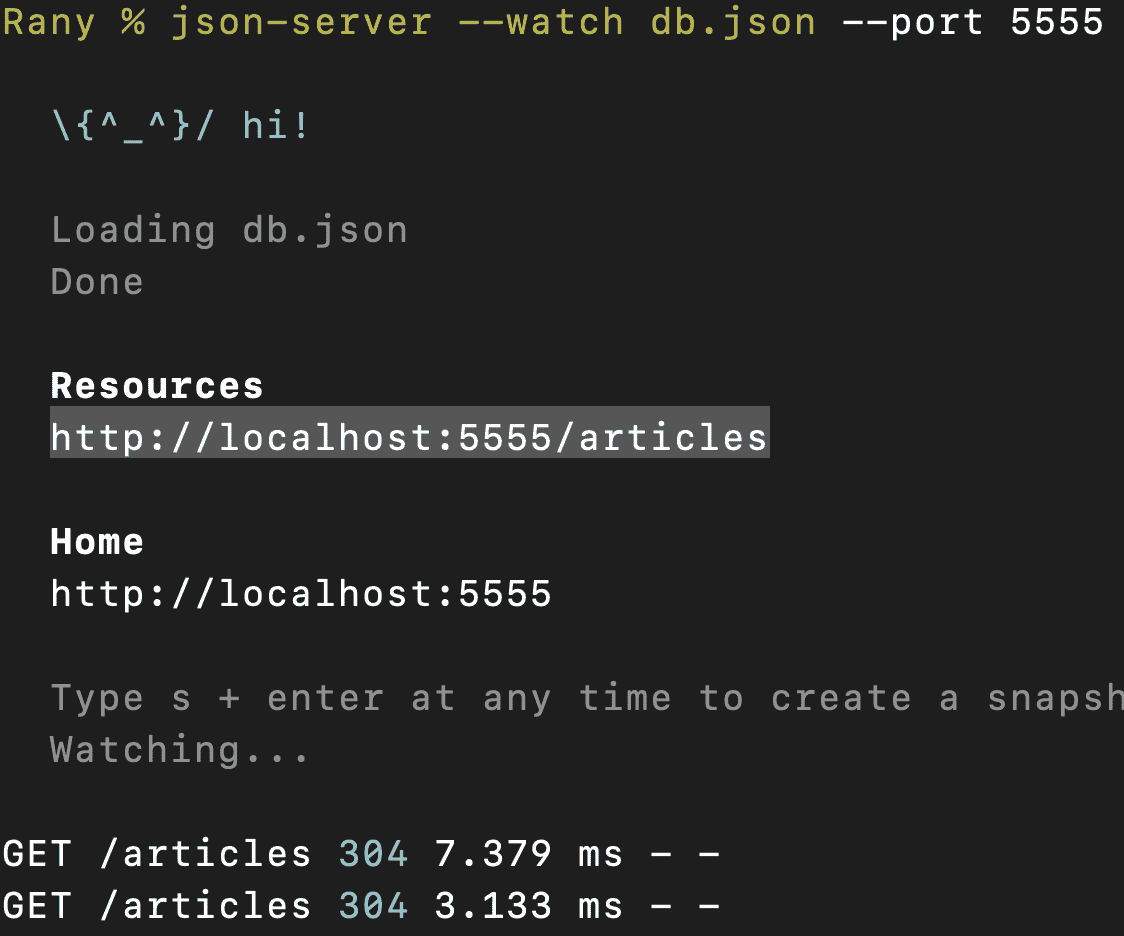 Rany % json-server --watch db.json --port 5555
\{^_^}/ hi!
Loading db.json
Done
Resources
http://localhost:5555/articles
Home
http://localhost:5555
Type s + enter at any time to create a snapsh
Watching...
GET /articles 304 7.379 ms - -
GET /articles 304 3.133 ms - -